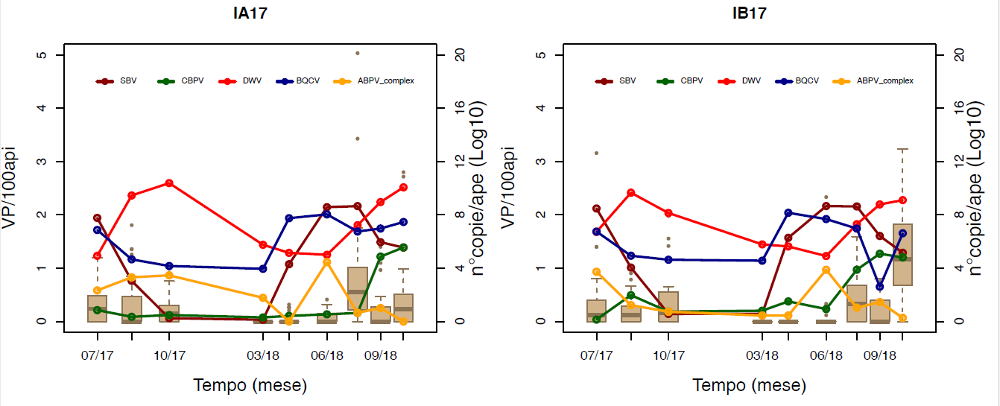 IA17
5
4
3
2
1
0
VP/100api
SBV CBPV DWV BQCV ABPV_complex
20
16
12
8
4
0
n°copie/ape (Log10)
07/17 10/17 03/18 06/18 09/18
Tempo (mese)
IB17
5
4
3
2
1
0
VP/100api
SBV CBPV DWV BQCV ABPV_complex
20
16
12
8
4
0
n°copie/ape (Log10)
07/17 10/17 03/18 06/18 09/18
Tempo (mese)